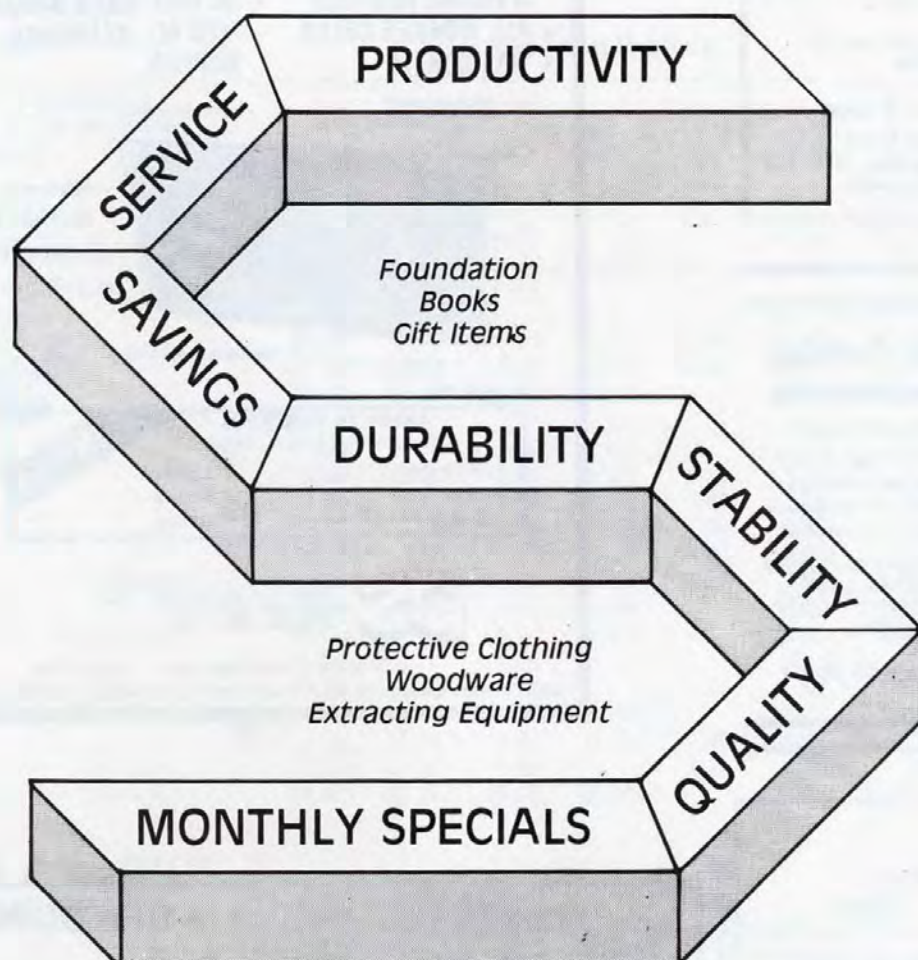 PRODUCTIVITY
SERVICE
SAVINGS
Foundation
Books
Gift Items
DURABILITY
STABILITY
Protective Clothing
Woodware
Extracting Equipment
QUALITY
MONTHLY SPECIALS